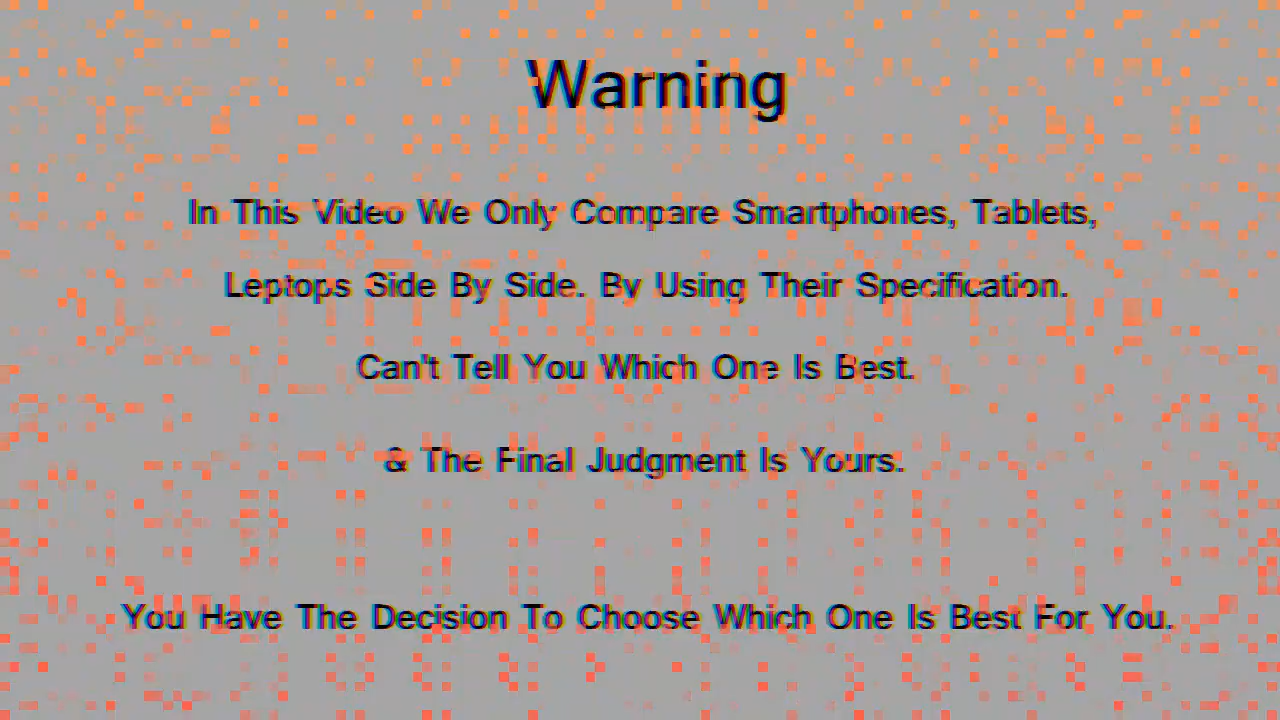 Warning
In This Video We Only Compare Smartphones, Tablets,
Leptops Side By Side. By Using Their Specification.
Can't Tell You Which One Is Best.
& The Final Judgment Is Yours.
You Have The Decision To Choose Which One Is Best For You.